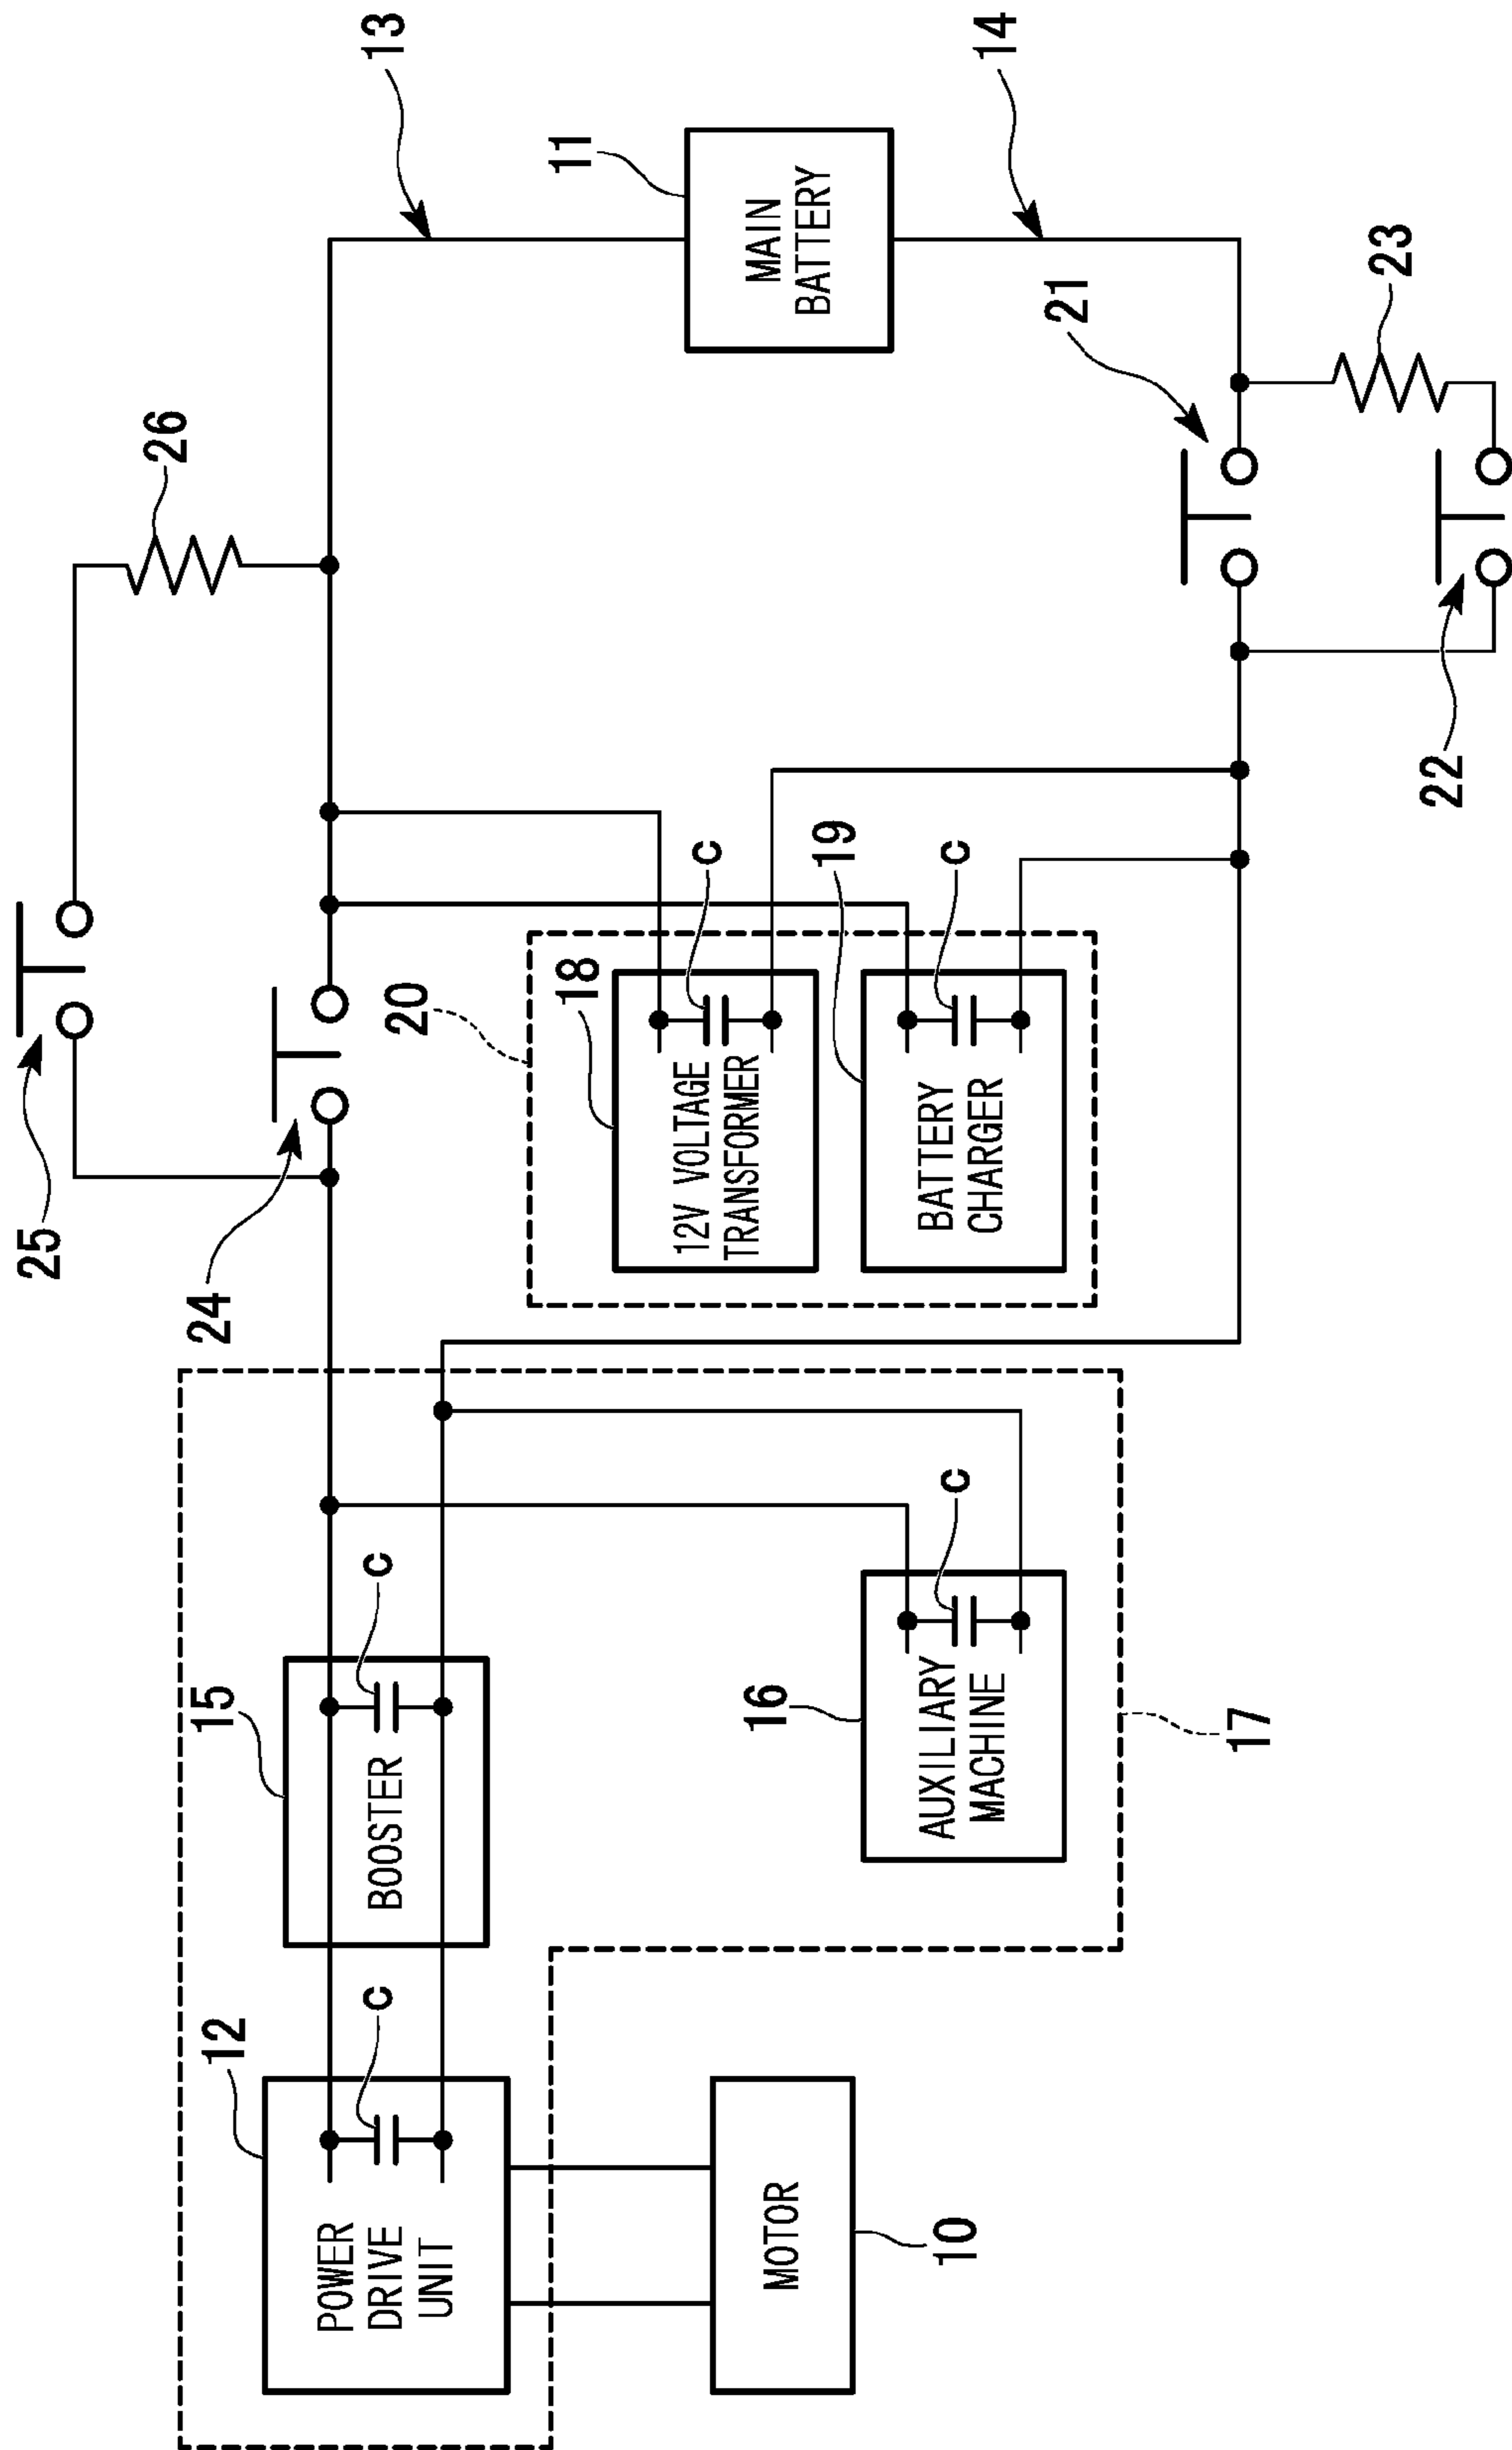 13
14
11
MAIN
BATTERY
21
23
26
22
25
24
20
18
c
12V VOLTAGE
TRANSFORMER
19
c
BATTERY
CHARGER
15
c
BOOSTER
16
c
AUXILIARY
MACHINE
17
12
c
POWER
DRIVE
UNIT
MOTOR
10